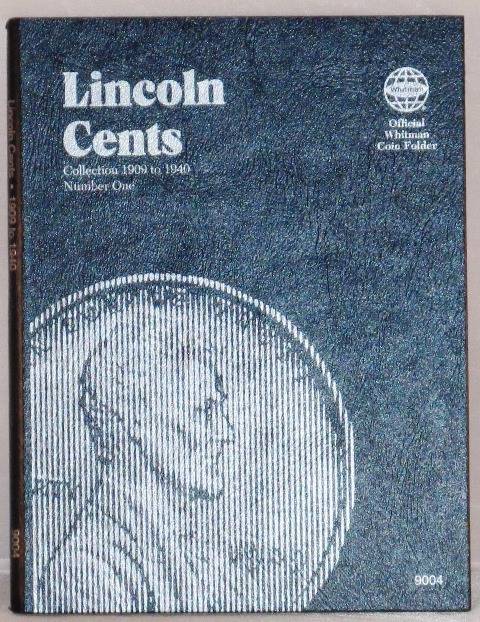 Lincoln
Cents
Collection 1909 to 1940
Number One
Whitman
Official
Whitman
Coin Folder
Lincoln Cents • 1909 to 1940
9004
9004